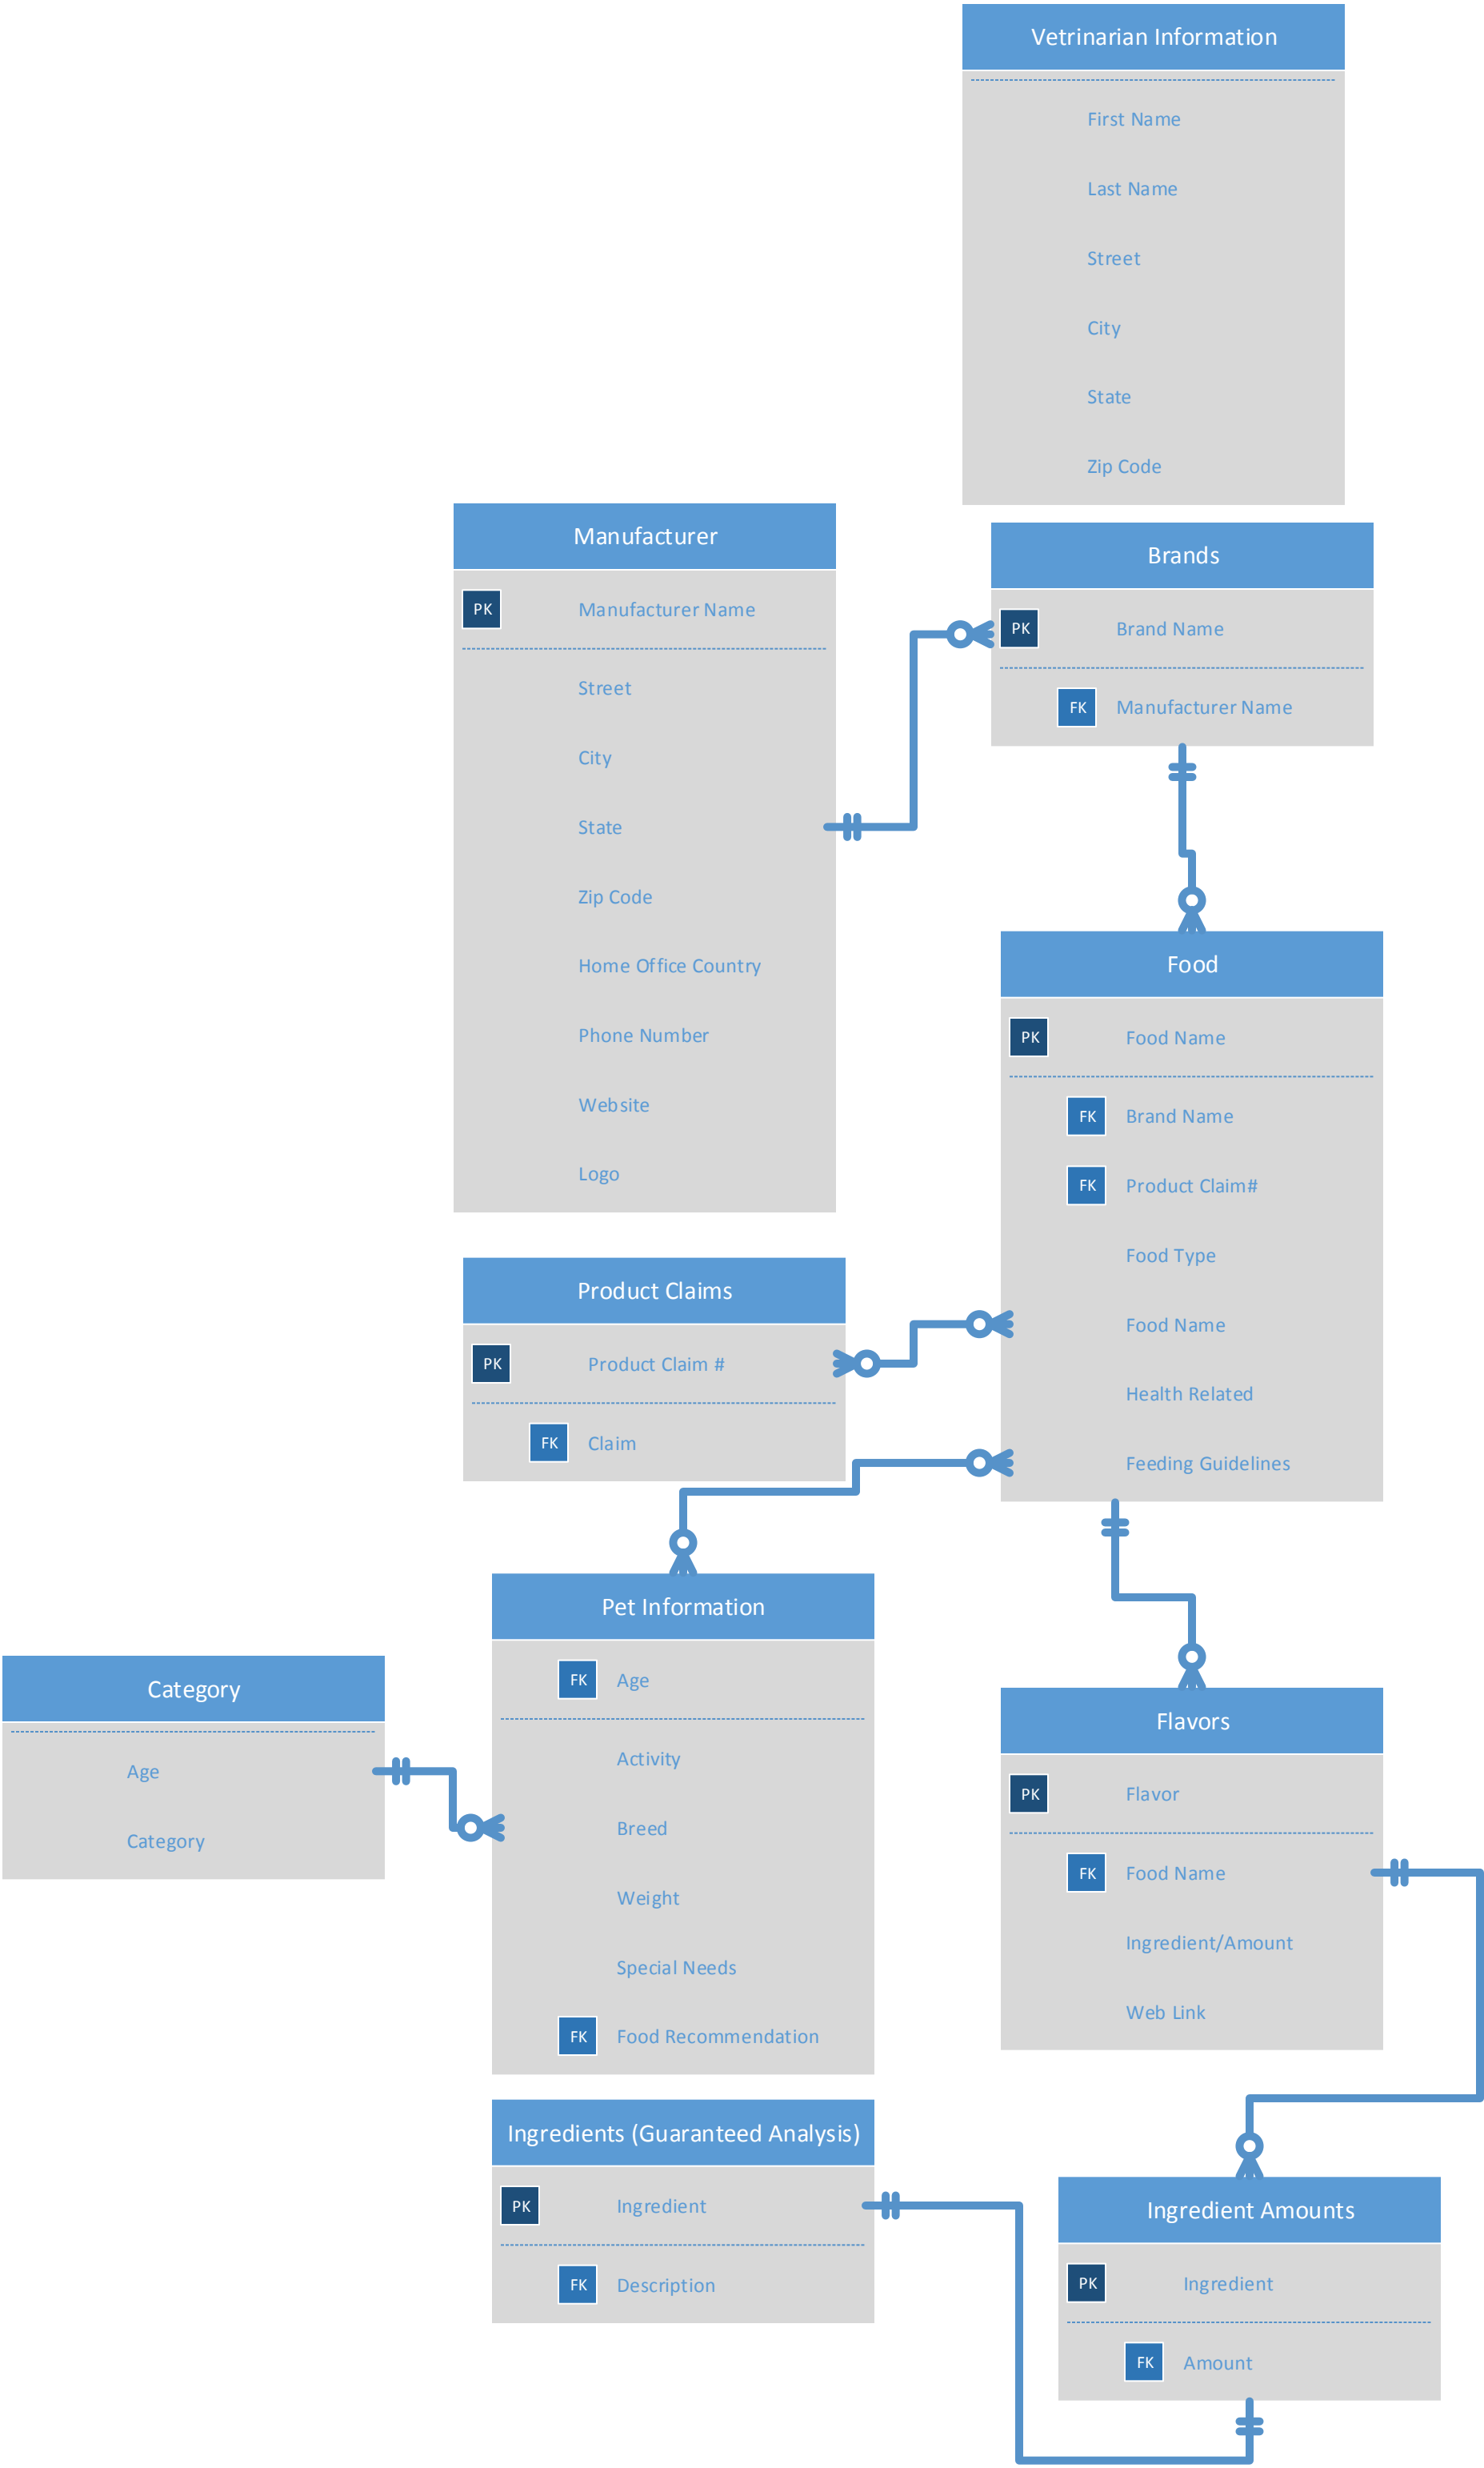 Vetrinarian Information
First Name
Last Name
Street
City
State
Zip Code
Manufacturer
PK Manufacturer Name
Street
City
State
Zip Code
Home Office Country
Phone Number
Website
Logo
Brands
PK Brand Name
FK Manufacturer Name
Food
PK Food Name
FK Brand Name
FK Product Claim#
Food Type
Food Name
Health Related
Feeding Guidelines
Product Claims
PK Product Claim #
FK Claim
Pet Information
FK Age
Activity
Breed
Weight
Special Needs
FK Food Recommendation
Category
Age
Category
Flavors
PK Flavor
FK Food Name
Ingredient/Amount
Web Link
Ingredients (Guaranteed Analysis)
PK Ingredient
FK Description
Ingredient Amounts
PK Ingredient
FK Amount